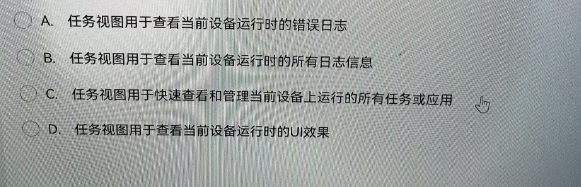 A. 任务视图用于查看当前设备运行时的错误日志
B. 任务视图用于查看当前设备运行时的所有日志信息
C. 任务视图用于快速查看和管理当前设备上运行的所有任务或应用
D. 任务视图用于查看当前设备运行时的UI效果